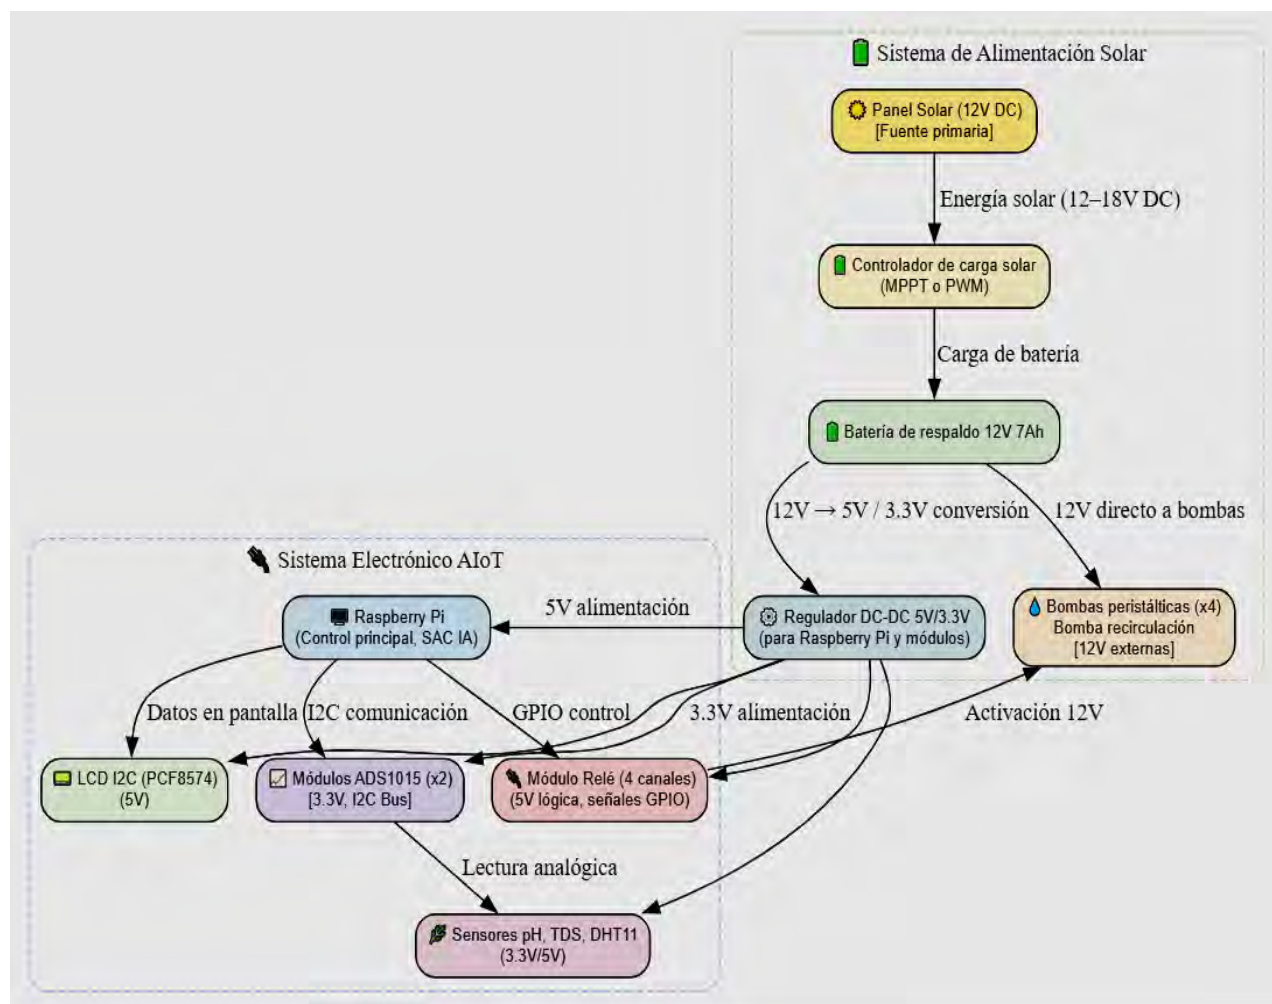 Sistema de Alimentación Solar
Panel Solar (12V DC)
[Fuente primaria]
Energía solar (12–18V DC)
Controlador de carga solar
(MPPT o PWM)
Carga de batería
Batería de respaldo 12V 7Ah
12V → 5V / 3.3V conversión
12V directo a bombas
Sistema Electrónico AIoT
Raspberry Pi
(Control principal, SAC IA)
5V alimentación
Regulador DC-DC 5V/3.3V
(para Raspberry Pi y módulos)
Bombas peristálticas (x4)
Bomba recirculación
[12V externas]
Datos en pantalla
I2C comunicación
GPIO control
3.3V alimentación
Activación 12V
LCD I2C (PCF8574)
(5V)
Módulos ADS1015 (x2)
[3.3V, I2C Bus]
Módulo Relé (4 canales)
(5V lógica, señales GPIO)
Lectura analógica
Sensores pH, TDS, DHT11
(3.3V/5V)